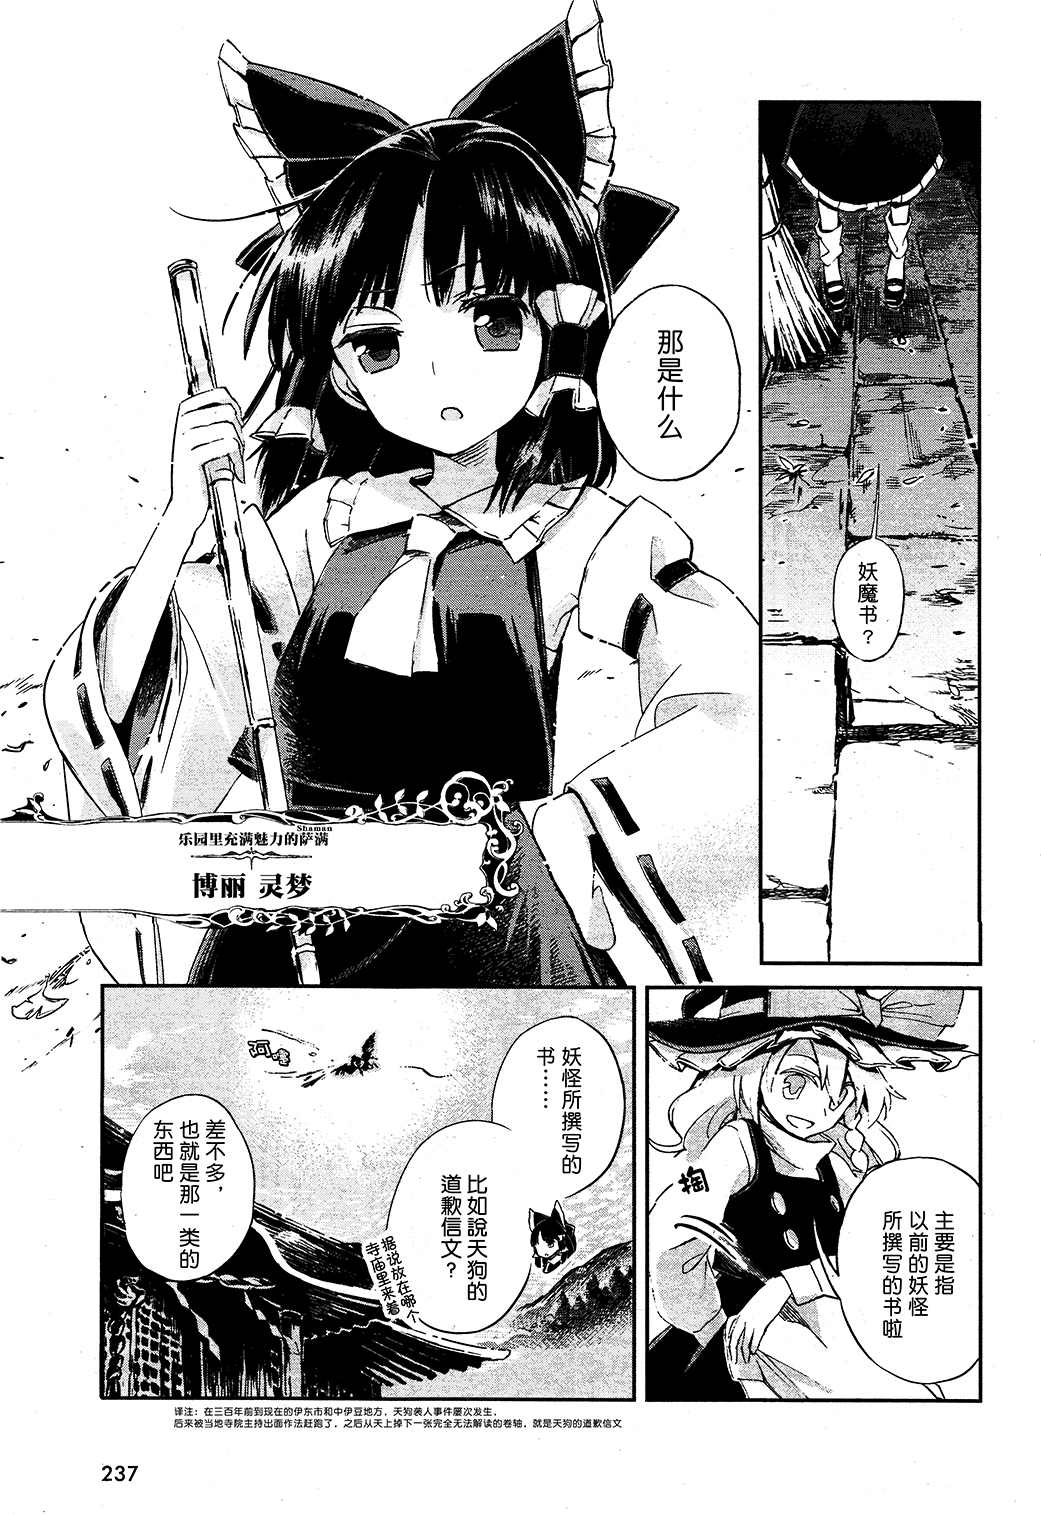 妖魔书？
那是什么
Shaman
乐园里充满魅力的萨满
博丽 灵梦
主要是指
以前的妖怪
所撰写的书啦
掏
妖怪所撰写的
书……
比如說天狗的
道歉信文？
据说放在哪个
寺庙里来着
差不多，
也就是那一类的
东西吧
译注：在三百年前到现在的伊东市和中伊豆地方，天狗袭人事件屡次发生，
后来被当地寺院主持出面作法赶跑了，之后从天上掉下一张完全无法解读的卷轴，就是天狗的道歉信文
237